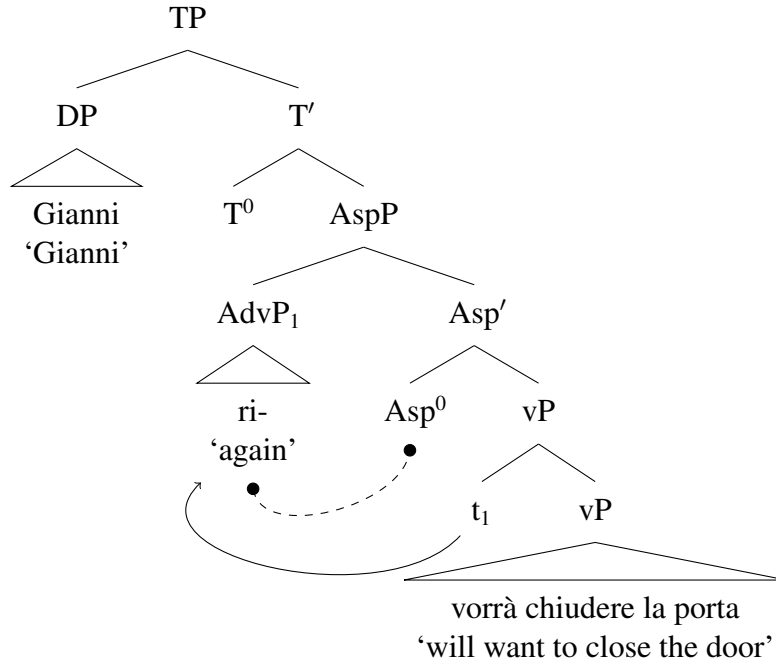 TP
DP T′
Gianni T⁰ AspP
‘Gianni’
AdvP₁ Asp′
ri- Asp⁰ vP
‘again’
t₁ vP
vorrà chiudere la porta
‘will want to close the door’